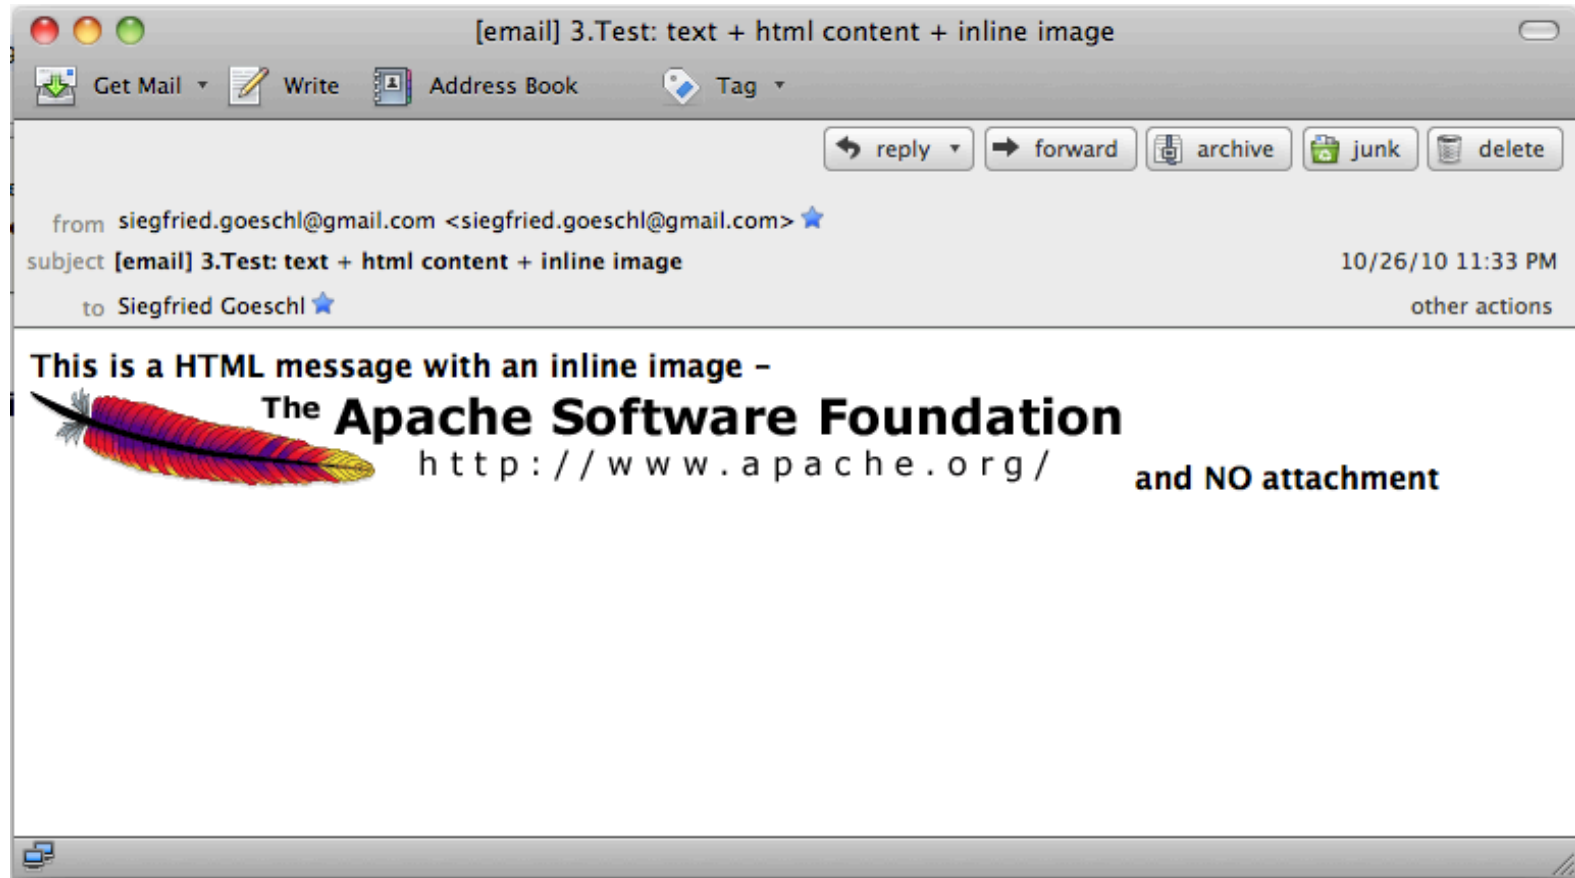 [email] 3.Test: text + html content + inline image
Get Mail Write Address Book Tag
reply forward archive junk delete
from siegfried.goeschl@gmail.com <siegfried.goeschl@gmail.com>
subject [email] 3.Test: text + html content + inline image 10/26/10 11:33 PM
to Siegfried Goeschl other actions
This is a HTML message with an inline image -
The Apache Software Foundation
http://www.apache.org/
and NO attachment